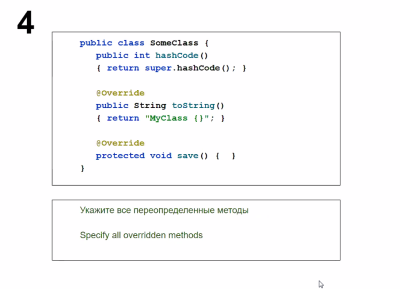 4
public class SomeClass {
public int hashCode()
{ return super.hashCode(); }
@Override
public String toString()
{ return "MyClass {}"; }
@Override
protected void save() {  }
}
Укажите все переопределенные методы
Specify all overridden methods